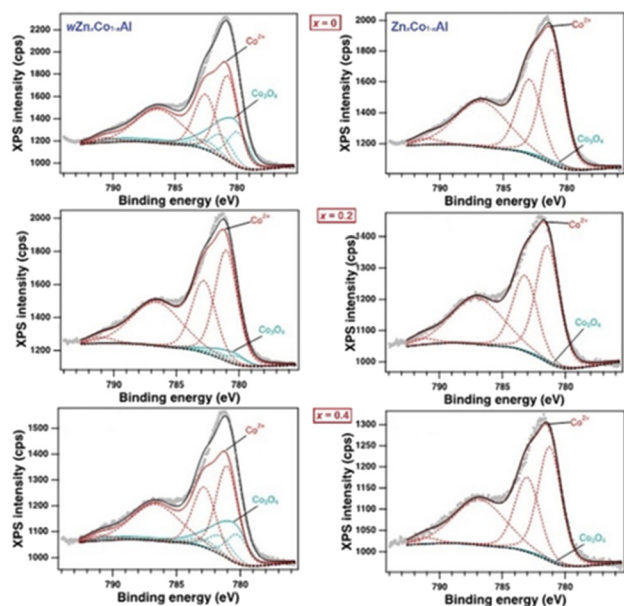 wZnₓCo₁₋ₓAl
Co²⁺
Co₃O₄
XPS intensity (cps)
2200
2000
1800
1600
1400
1200
1000
790
785
780
Binding energy (eV)
x = 0
ZnₓCo₁₋ₓAl
Co²⁺
Co₃O₄
XPS intensity (cps)
2000
1800
1600
1400
1200
790
785
780
Binding energy (eV)
Co²⁺
Co₃O₄
XPS intensity (cps)
2000
1800
1600
1400
1200
790
785
780
Binding energy (eV)
x = 0.2
Co²⁺
Co₃O₄
XPS intensity (cps)
1400
1300
1200
1100
1000
790
785
780
Binding energy (eV)
Co²⁺
Co₃O₄
XPS intensity (cps)
1500
1400
1300
1200
1100
1000
790
785
780
Binding energy (eV)
x = 0.4
Co²⁺
Co₃O₄
XPS intensity (cps)
1300
1250
1200
1150
1100
1050
1000
790
785
780
Binding energy (eV)